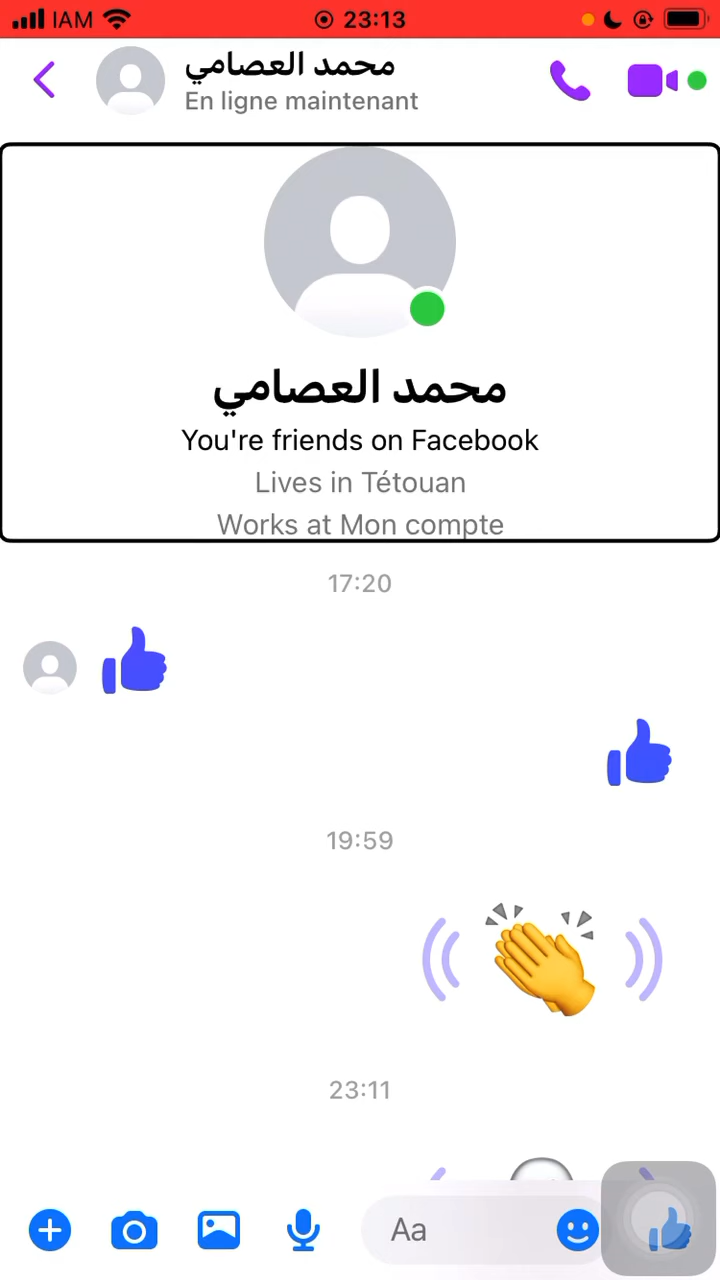 IAM 23:13
محمد العصامي
En ligne maintenant
محمد العصامي
You're friends on Facebook
Lives in Tétouan
Works at Mon compte
17:20
19:59
23:11
Aa